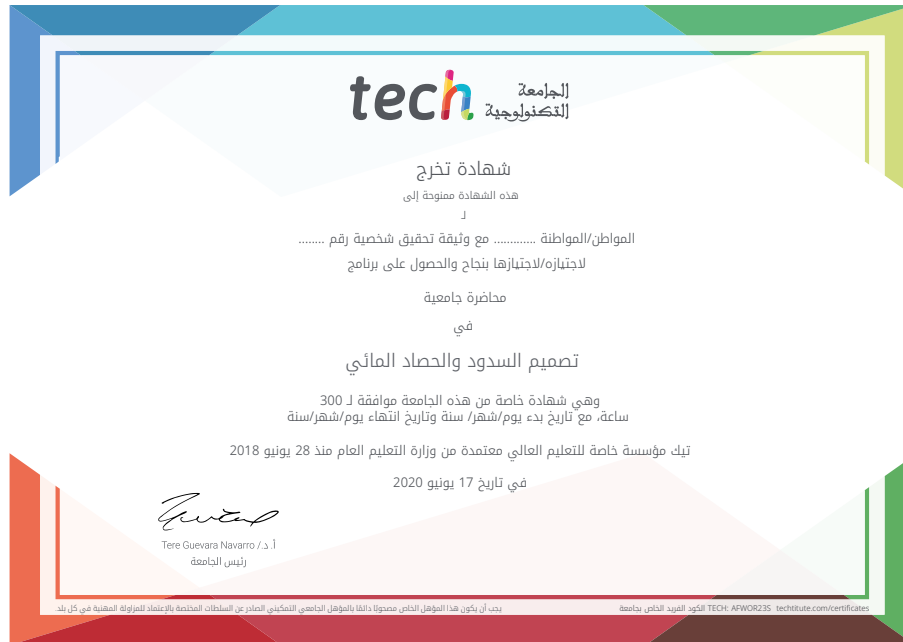 tech الجامعة
التكنولوجية
شهادة تخرج
هذه الشهادة ممنوحة إلى
لـ
المواطن/المواطنة ............. مع وثيقة تحقيق شخصية رقم ........
لاجتيازه/لاجتيازها بنجاح والحصول على برنامج
محاضرة جامعية
في
تصميم السدود والحصاد المائي
وهي شهادة خاصة من هذه الجامعة موافقة لـ 300
ساعة، مع تاريخ بدء يوم/شهر/ سنة وتاريخ انتهاء يوم/شهر/سنة
تيك مؤسسة خاصة للتعليم العالي معتمدة من وزارة التعليم العام منذ 28 يونيو 2018
في تاريخ 17 يونيو 2020
أ. د./ Tere Guevara Navarro
رئيس الجامعة
يجب أن يكون هذا المؤهل الخاص مصحوبًا دائمًا بالمؤهل الجامعي التمكيني الصادر عن السلطات المختصة بالإعتماد للمزاولة المهنية في كل بلد.
الكود الفريد الخاص بجامعة TECH: AFWOR23S techtitute.com/certificates